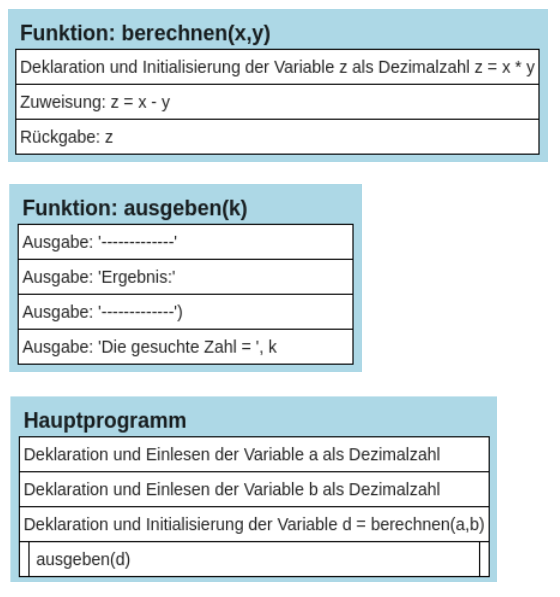 Funktion: berechnen(x,y)
Deklaration und Initialisierung der Variable z als Dezimalzahl z = x * y
Zuweisung: z = x - y
Rückgabe: z
Funktion: ausgeben(k)
Ausgabe: '-------------'
Ausgabe: 'Ergebnis:'
Ausgabe: '-------------')
Ausgabe: 'Die gesuchte Zahl = ', k
Hauptprogramm
Deklaration und Einlesen der Variable a als Dezimalzahl
Deklaration und Einlesen der Variable b als Dezimalzahl
Deklaration und Initialisierung der Variable d = berechnen(a,b)
ausgeben(d)